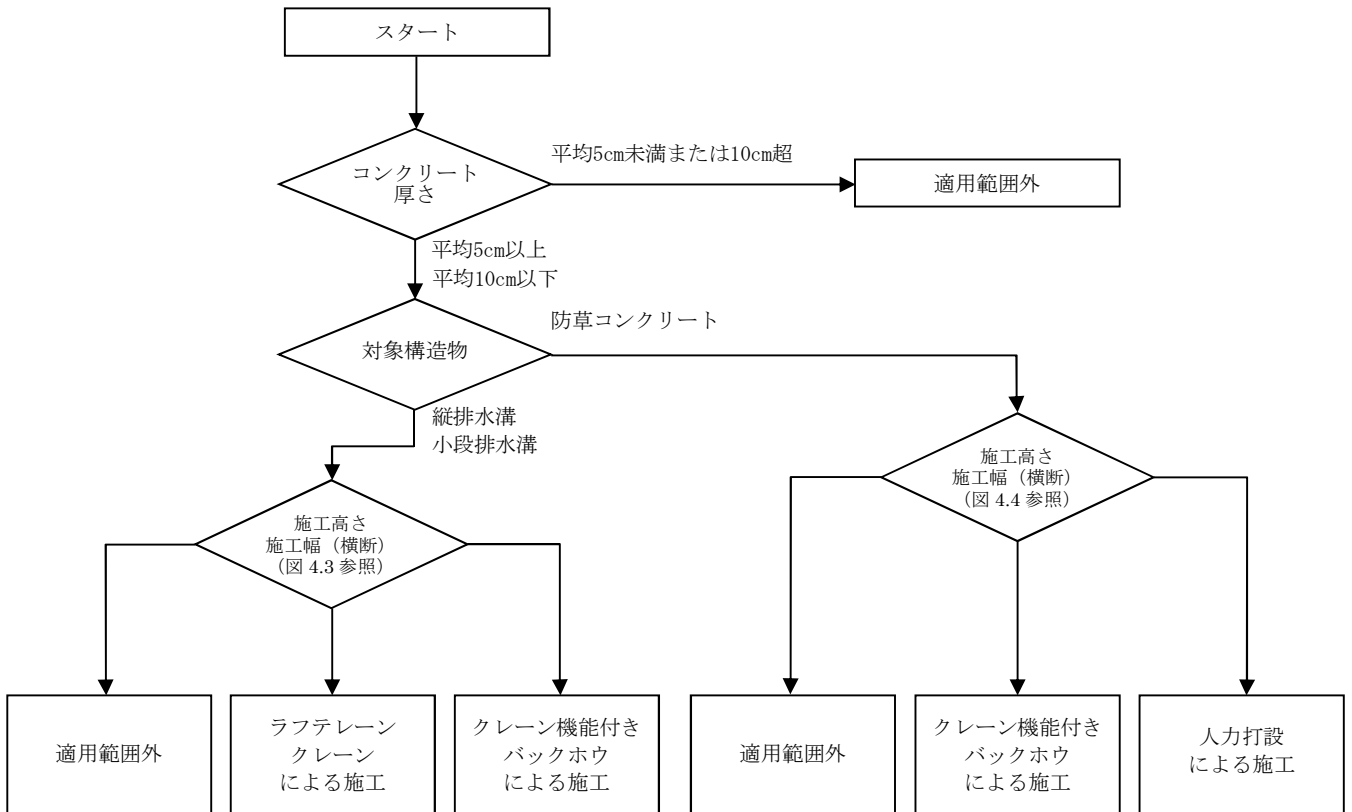 スタート
コンクリート
厚さ
平均5cm未満または10cm超
適用範囲外
平均5cm以上
平均10cm以下
対象構造物
防草コンクリート
縦排水溝
小段排水溝
施工高さ
施工幅（横断）
（図 4.3 参照）
施工高さ
施工幅（横断）
（図 4.4 参照）
適用範囲外
ラフテレーン
クレーン
による施工
クレーン機能付き
バックホウ
による施工
適用範囲外
クレーン機能付き
バックホウ
による施工
人力打設
による施工